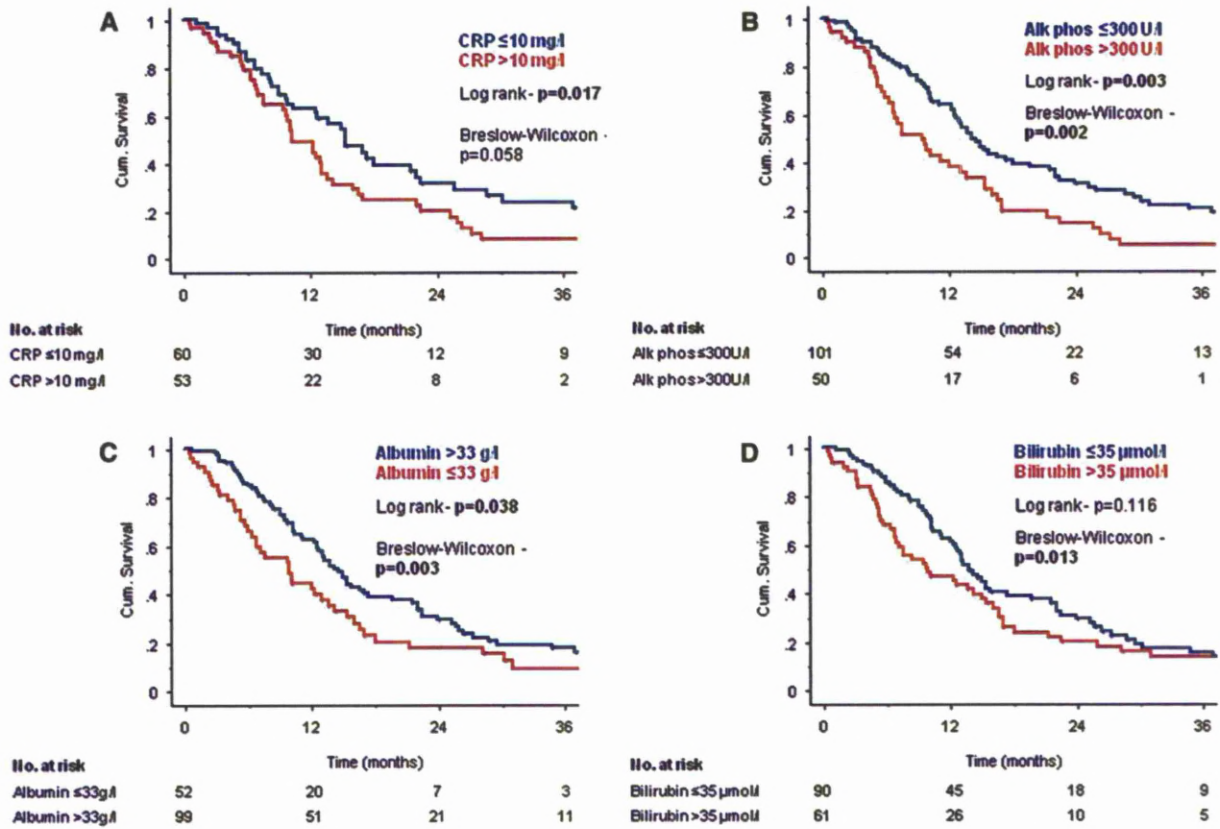 A
CRP ≤10 mg/l
CRP >10 mg/l
Log rank- p=0.017
Breslow-Wilcoxon -
p=0.058
Cum. Survival
1
.8
.6
.4
.2
0
0 12 24 36
Time (months)
No. at risk
CRP ≤10 mg/l 60 30 12 9
CRP >10 mg/l 53 22 8 2
B
Alk phos ≤300 U/l
Alk phos >300 U/l
Log rank- p=0.003
Breslow-Wilcoxon -
p=0.002
Cum. Survival
1
.8
.6
.4
.2
0
0 12 24 36
Time (months)
No. at risk
Alk phos≤300U/l 101 54 22 13
Alk phos>300U/l 50 17 6 1
C
Albumin >33 g/l
Albumin ≤33 g/l
Log rank- p=0.038
Breslow-Wilcoxon -
p=0.003
Cum. Survival
1
.8
.6
.4
.2
0
0 12 24 36
Time (months)
No. at risk
Albumin ≤33g/l 52 20 7 3
Albumin >33g/l 99 51 21 11
D
Bilirubin ≤35 µmol/l
Bilirubin >35 µmol/l
Log rank- p=0.116
Breslow-Wilcoxon -
p=0.013
Cum. Survival
1
.8
.6
.4
.2
0
0 12 24 36
Time (months)
No. at risk
Bilirubin ≤35 µmol/l 90 45 18 9
Bilirubin >35 µmol/l 61 26 10 5